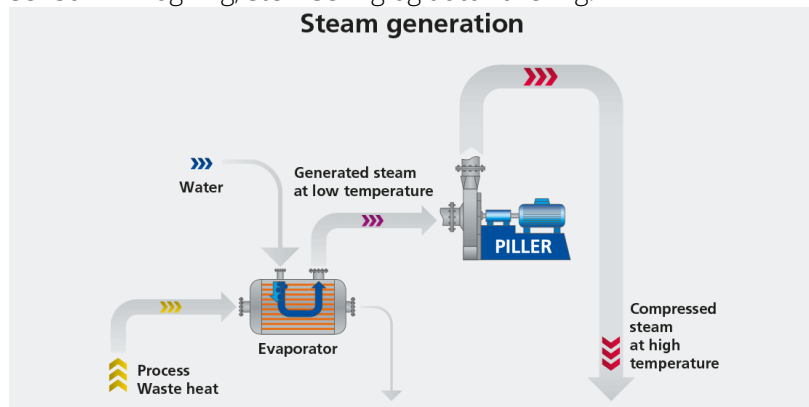 Steam generation
Water
Generated steam
at low temperature
PILLER
Evaporator
Process
Waste heat
Compressed
steam
at high
temperature